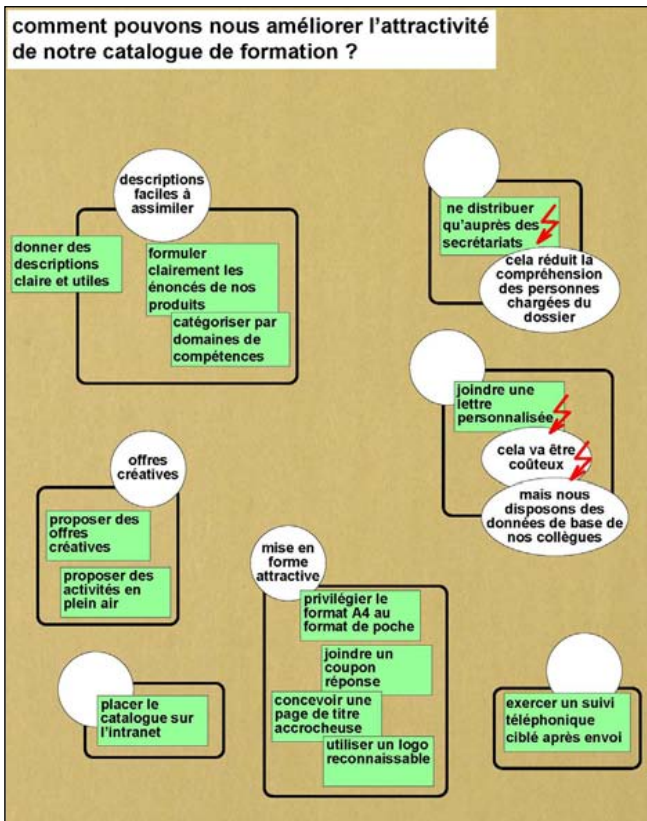 comment pouvons nous améliorer l'attractivité
de notre catalogue de formation ?
descriptions
faciles à
assimiler
donner des
descriptions
claire et utiles
formuler
clairement les
énoncés de nos
produits
catégoriser par
domaines de
compétences
ne distribuer
qu'auprès des
secrétariats
cela réduit la
compréhension
des personnes
chargées du
dossier
joindre une
lettre
personnalisée
cela va être
coûteux
mais nous
disposons des
données de base de
nos collègues
offres
créatives
proposer des
offres
créatives
proposer des
activités en
plein air
mise en
forme
attractive
privilégier le
format A4 au
format de poche
joindre un
coupon
réponse
concevoir une
page de titre
accrocheuse
utiliser un logo
reconnaissable
placer le
catalogue sur
l'intranet
exercer un suivi
téléphonique
ciblé après envoi